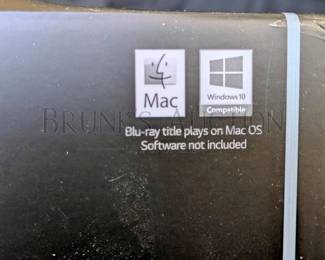 Mac
Windows 10
Compatible
BRUNK AUCTION
Blu-ray title plays on Mac OS
Software not included